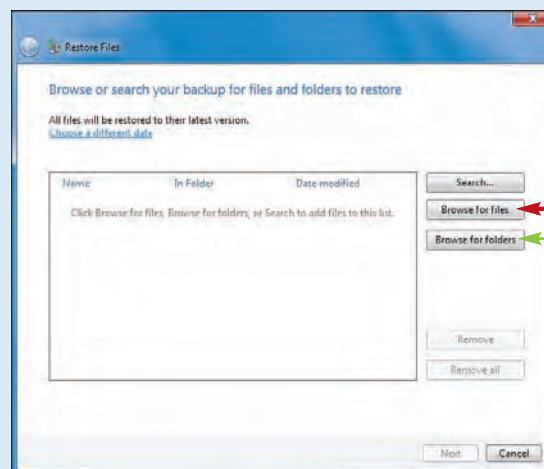 Restore Files
Browse or search your backup for files and folders to restore
All files will be restored to their latest version.
Choose a different date
Name In Folder Date modified
Click Browse for files, Browse for folders, or Search to add files to this list.
Search...
Browse for files
Browse for folders
Remove
Remove all
Next Cancel